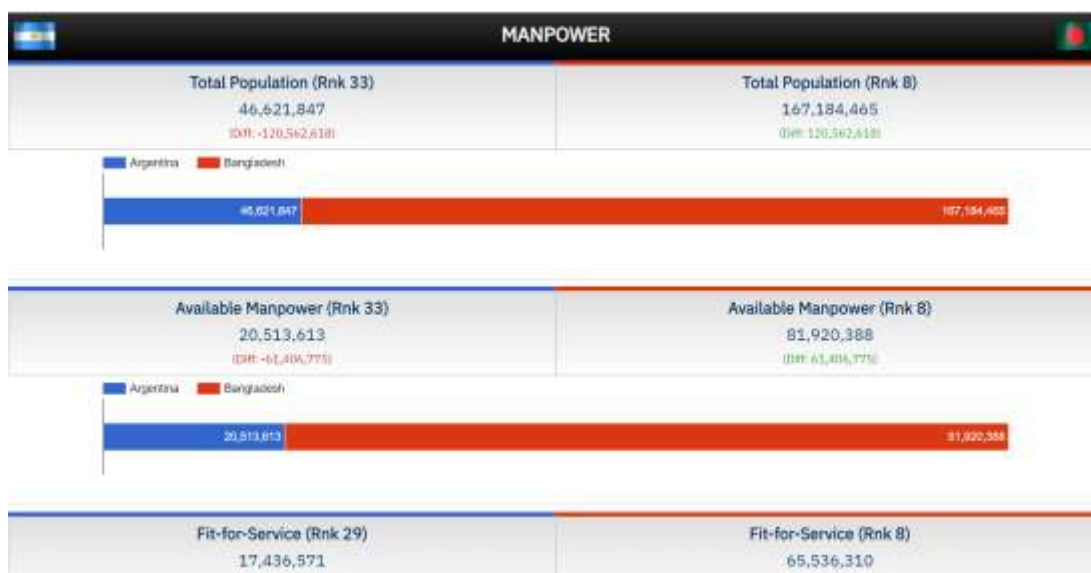 MANPOWER
Total Population (Rnk 33)
46,621,847
(Diff: -120,562,618)
Total Population (Rnk 8)
167,184,465
(Diff: 120,562,618)
Argentina Bangladesh
46,621,847 167,184,465
Available Manpower (Rnk 33)
20,513,613
(Diff: -61,406,775)
Available Manpower (Rnk 8)
81,920,388
(Diff: 61,406,775)
Argentina Bangladesh
20,513,613 81,920,388
Fit-for-Service (Rnk 29)
17,436,571
Fit-for-Service (Rnk 8)
65,536,310